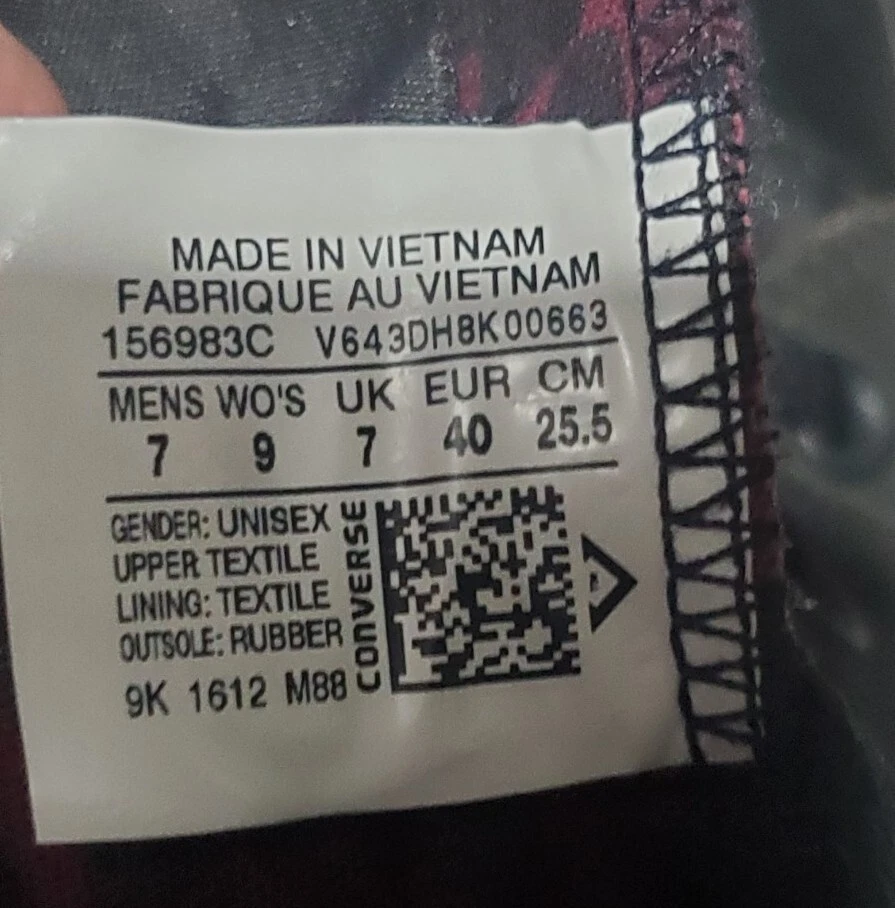 MADE IN VIETNAM
FABRIQUE AU VIETNAM
156983C V643DH8K00663
MENS WO'S UK EUR CM
7 9 7 40 25.5
GENDER: UNISEX
UPPER TEXTILE
LINING: TEXTILE
OUTSOLE: RUBBER
9K 1612 M88
CONVERSE